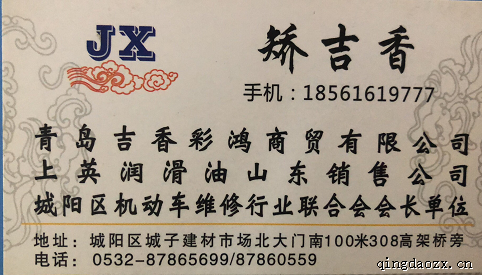 JX
矫吉香
手机：18561619777
青岛吉香彩鸿商贸有限公司
上英润滑油山东销售公司
城阳区机动车维修行业联合会会长单位
地址：城阳区城子建材市场北大门南100米308高架桥旁
电话：0532-87865699/87860559
qingdaozx.cn